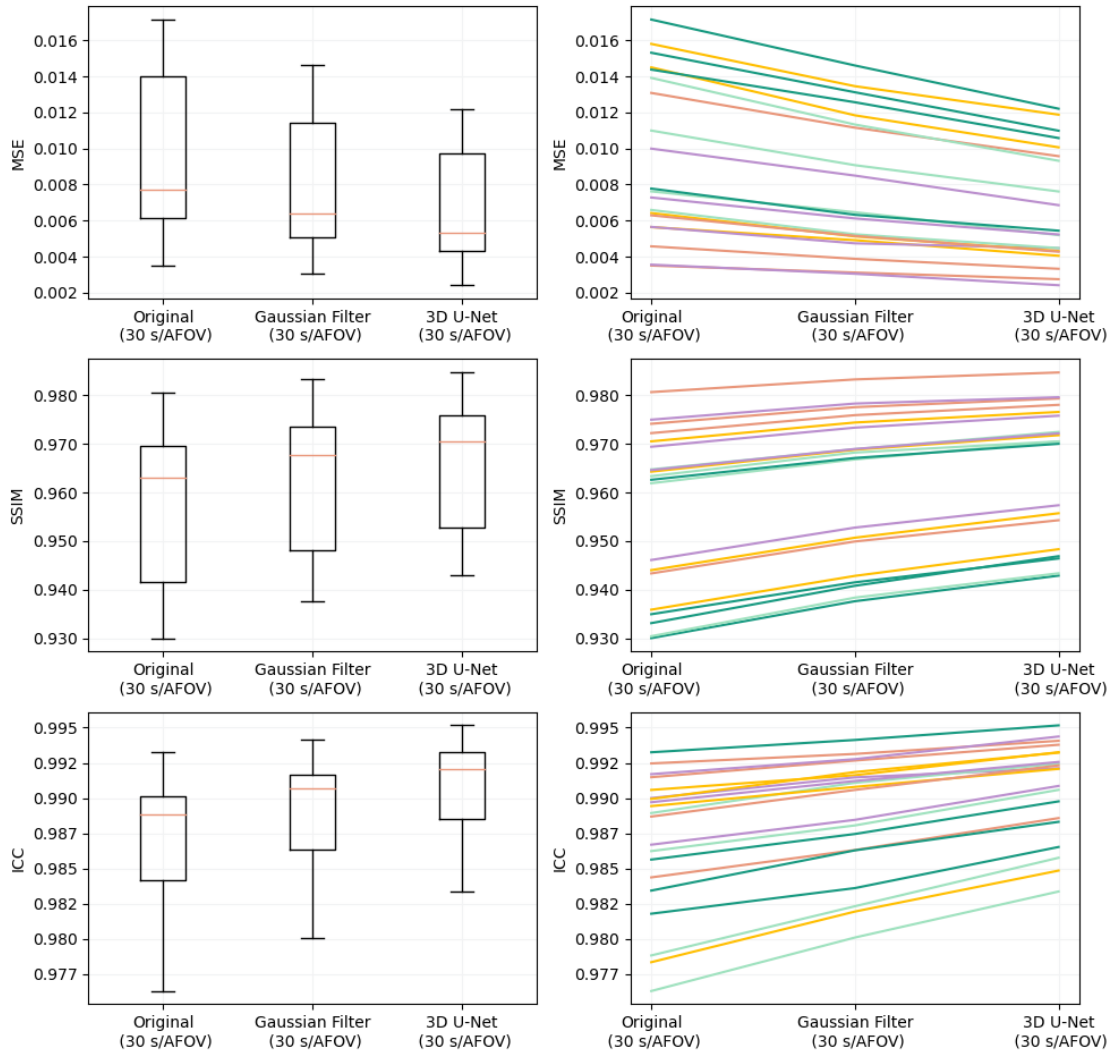 0.016
0.014
0.012
0.010
0.008
0.006
0.004
0.002
MSE
Original
(30 s/AFOV)
Gaussian Filter
(30 s/AFOV)
3D U-Net
(30 s/AFOV)
0.016
0.014
0.012
0.010
0.008
0.006
0.004
0.002
MSE
Original
(30 s/AFOV)
Gaussian Filter
(30 s/AFOV)
3D U-Net
(30 s/AFOV)
0.980
0.970
0.960
0.950
0.940
0.930
SSIM
Original
(30 s/AFOV)
Gaussian Filter
(30 s/AFOV)
3D U-Net
(30 s/AFOV)
0.980
0.970
0.960
0.950
0.940
0.930
SSIM
Original
(30 s/AFOV)
Gaussian Filter
(30 s/AFOV)
3D U-Net
(30 s/AFOV)
0.995
0.992
0.990
0.987
0.985
0.982
0.980
0.977
ICC
Original
(30 s/AFOV)
Gaussian Filter
(30 s/AFOV)
3D U-Net
(30 s/AFOV)
0.995
0.992
0.990
0.987
0.985
0.982
0.980
0.977
ICC
Original
(30 s/AFOV)
Gaussian Filter
(30 s/AFOV)
3D U-Net
(30 s/AFOV)